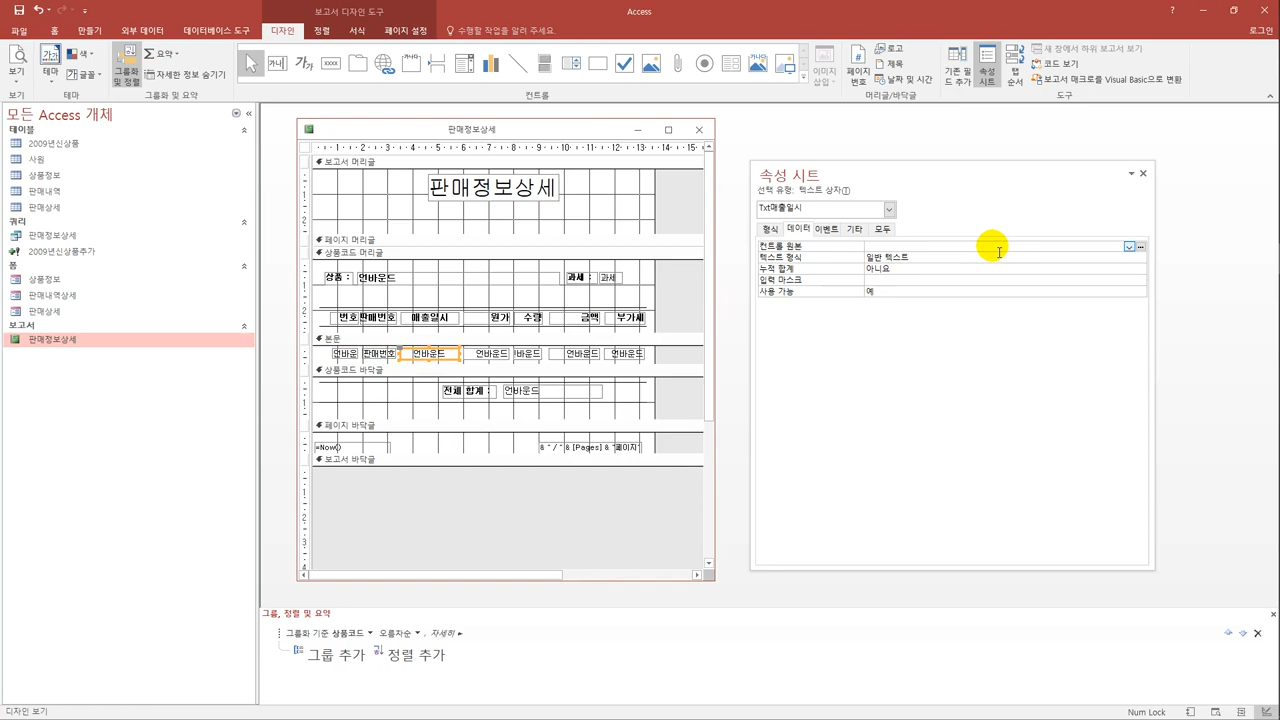 보고서 디자인 도구
Access
파일 홈 만들기 외부 데이터 데이터베이스 도구 디자인 정렬 서식 페이지 설정 수행할 작업을 알려 주세요.
로그인
보기
테마
색
글꼴
그룹화 및 정렬
요약
자세한 정보 숨기기
이미지 삽입
페이지 번호
로고
제목
날짜 및 시간
기존 필드 추가
속성 시트
탭 순서
새 창에서 하위 보고서 보기
코드 보기
보고서 매크로를 Visual Basic으로 변환
보기 테마 그룹화 및 요약 컨트롤 머리글/바닥글 도구
모든 Access 개체
테이블
2009년신상품
사원
상품정보
판매내역
판매상세
쿼리
판매정보상세
2009년신상품추가
폼
상품정보
판매내역상세
판매상세
보고서
판매정보상세
판매정보상세
보고서 머리글
판매정보상세
페이지 머리글
상품코드 머리글
상품 : 언바운드 과세 : 과세
번호 판매번호 매출일시 원가 수량 금액 부가세
본문
언바운 판매번호 언바운드 언바운드 바운드 언바운드 언바운드
상품코드 바닥글
전체 합계 : 언바운드
페이지 바닥글
=Now() & "/" & [Pages] & "페이지"
보고서 바닥글
속성 시트
선택 유형: 텍스트 상자(T)
Txt매출일시
형식 데이터 이벤트 기타 모두
컨트롤 원본
텍스트 형식 일반 텍스트
누적 합계 아니요
입력 마스크
사용 가능 예
그룹, 정렬 및 요약
그룹화 기준 상품코드 오름차순 , 자세히
그룹 추가 정렬 추가
디자인 보기
Num Lock